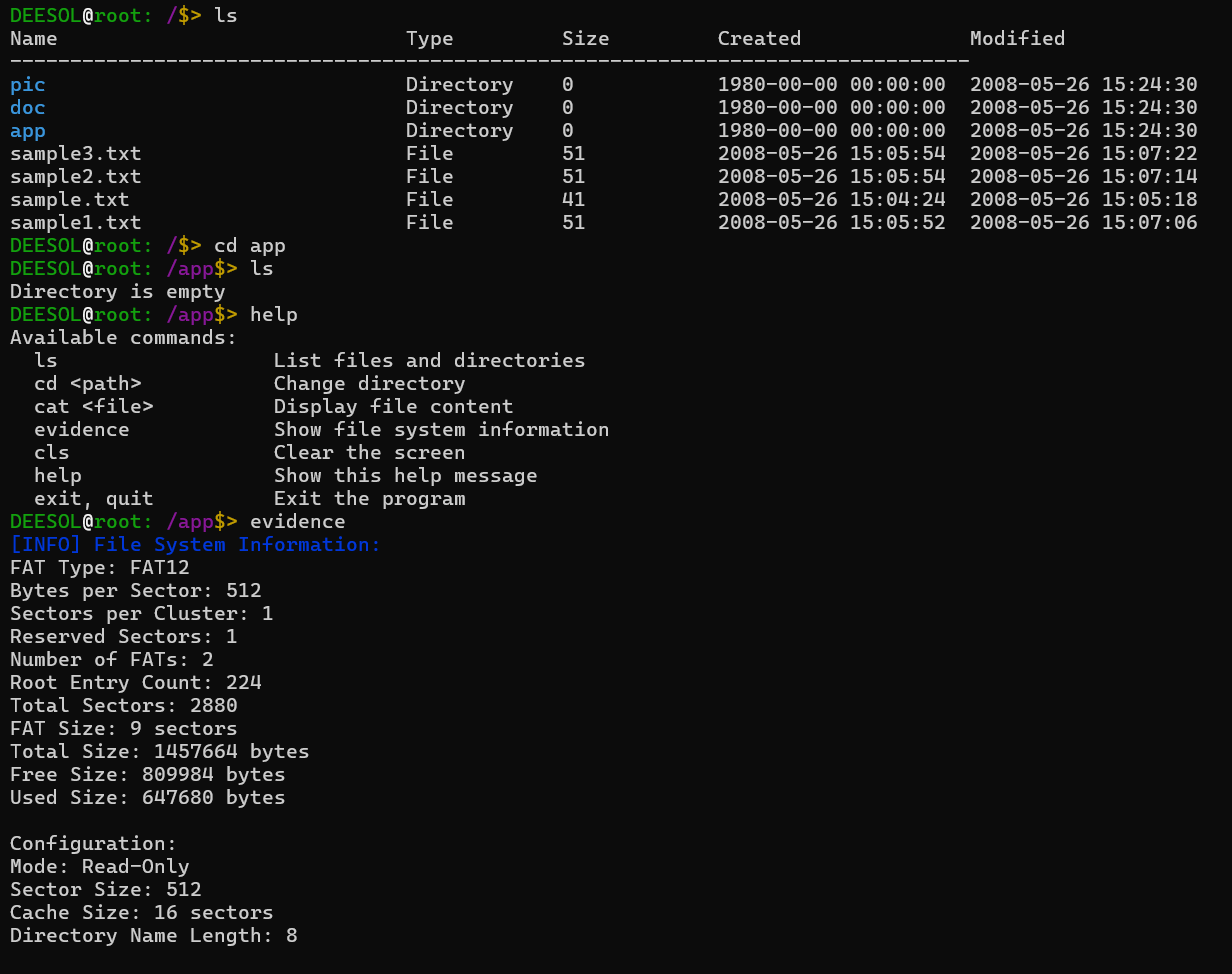 DEESOL@root: /$> ls
Name Type Size Created Modified
--------------------------------------------------------------------------------
pic Directory 0 1980-00-00 00:00:00 2008-05-26 15:24:30
doc Directory 0 1980-00-00 00:00:00 2008-05-26 15:24:30
app Directory 0 1980-00-00 00:00:00 2008-05-26 15:24:30
sample3.txt File 51 2008-05-26 15:05:54 2008-05-26 15:07:22
sample2.txt File 51 2008-05-26 15:05:54 2008-05-26 15:07:14
sample.txt File 41 2008-05-26 15:04:24 2008-05-26 15:05:18
sample1.txt File 51 2008-05-26 15:05:52 2008-05-26 15:07:06
DEESOL@root: /$> cd app
DEESOL@root: /app$> ls
Directory is empty
DEESOL@root: /app$> help
Available commands:
ls List files and directories
cd <path> Change directory
cat <file> Display file content
evidence Show file system information
cls Clear the screen
help Show this help message
exit, quit Exit the program
DEESOL@root: /app$> evidence
[INFO] File System Information:
FAT Type: FAT12
Bytes per Sector: 512
Sectors per Cluster: 1
Reserved Sectors: 1
Number of FATs: 2
Root Entry Count: 224
Total Sectors: 2880
FAT Size: 9 sectors
Total Size: 1457664 bytes
Free Size: 809984 bytes
Used Size: 647680 bytes
Configuration:
Mode: Read-Only
Sector Size: 512
Cache Size: 16 sectors
Directory Name Length: 8